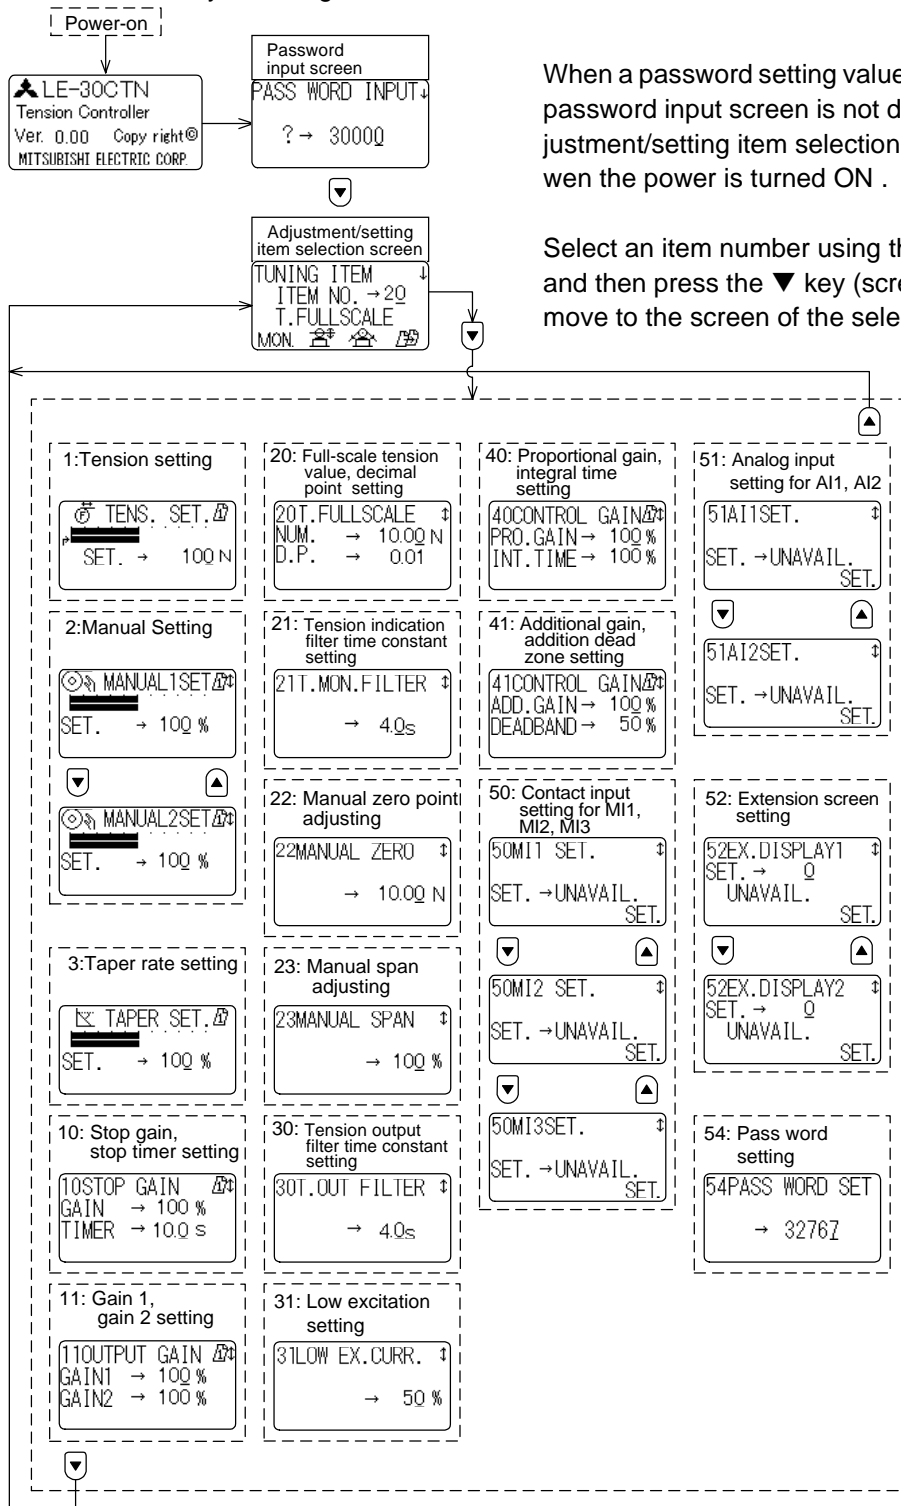 Power-on
LE-30CTN
Tension Controller
Ver. 0.00 Copy right©
MITSUBISHI ELECTRIC CORP.
Password
input screen
PASS WORD INPUT↓
?→ 30000
When a password setting value
password input screen is not d
justment/setting item selection
wen the power is turned ON .
Adjustment/setting
item selection screen
TUNING ITEM ↓
ITEM NO. →20
T.FULLSCALE
MON.
Select an item number using th
and then press the ▼ key (scre
move to the screen of the sele
1:Tension setting
TENS. SET.
SET. → 100 N
2:Manual Setting
MANUAL1SET
SET. → 100 %
MANUAL2SET
SET. → 100 %
3:Taper rate setting
TAPER SET.
SET. → 100 %
10: Stop gain,
stop timer setting
10STOP GAIN
GAIN → 100 %
TIMER → 10.0 s
11: Gain 1,
gain 2 setting
11OUTPUT GAIN
GAIN1 → 100 %
GAIN2 → 100 %
20: Full-scale tension
value, decimal
point setting
20T.FULLSCALE ↕
NUM. → 10.00 N
D.P. → 0.01
21: Tension indication
filter time constant
setting
21T.MON.FILTER ↕
→ 4.0s
22: Manual zero point
adjusting
22MANUAL ZERO ↕
→ 10.00 N
23: Manual span
adjusting
23MANUAL SPAN ↕
→ 100 %
30: Tension output
filter time constant
setting
30T.OUT FILTER ↕
→ 4.0s
31: Low excitation
setting
31LOW EX.CURR. ↕
→ 50 %
40: Proportional gain,
integral time
setting
40CONTROL GAIN
PRO.GAIN→ 100 %
INT.TIME→ 100 %
41: Additional gain,
addition dead
zone setting
41CONTROL GAIN
ADD.GAIN→ 100 %
DEADBAND→ 50 %
50: Contact input
setting for MI1,
MI2, MI3
50MI1 SET. ↕
SET. →UNAVAIL.
SET.
50MI2 SET. ↕
SET. →UNAVAIL.
SET.
50MI3SET. ↕
SET. →UNAVAIL.
SET.
51: Analog input
setting for AI1, AI2
51AI1SET. ↕
SET. →UNAVAIL.
SET.
51AI2SET. ↕
SET. →UNAVAIL.
SET.
52: Extension screen
setting
52EX.DISPLAY1 ↕
SET. → 0
UNAVAIL.
SET.
52EX.DISPLAY2 ↕
SET. → 0
UNAVAIL.
SET.
54: Pass word
setting
54PASS WORD SET
→ 32767